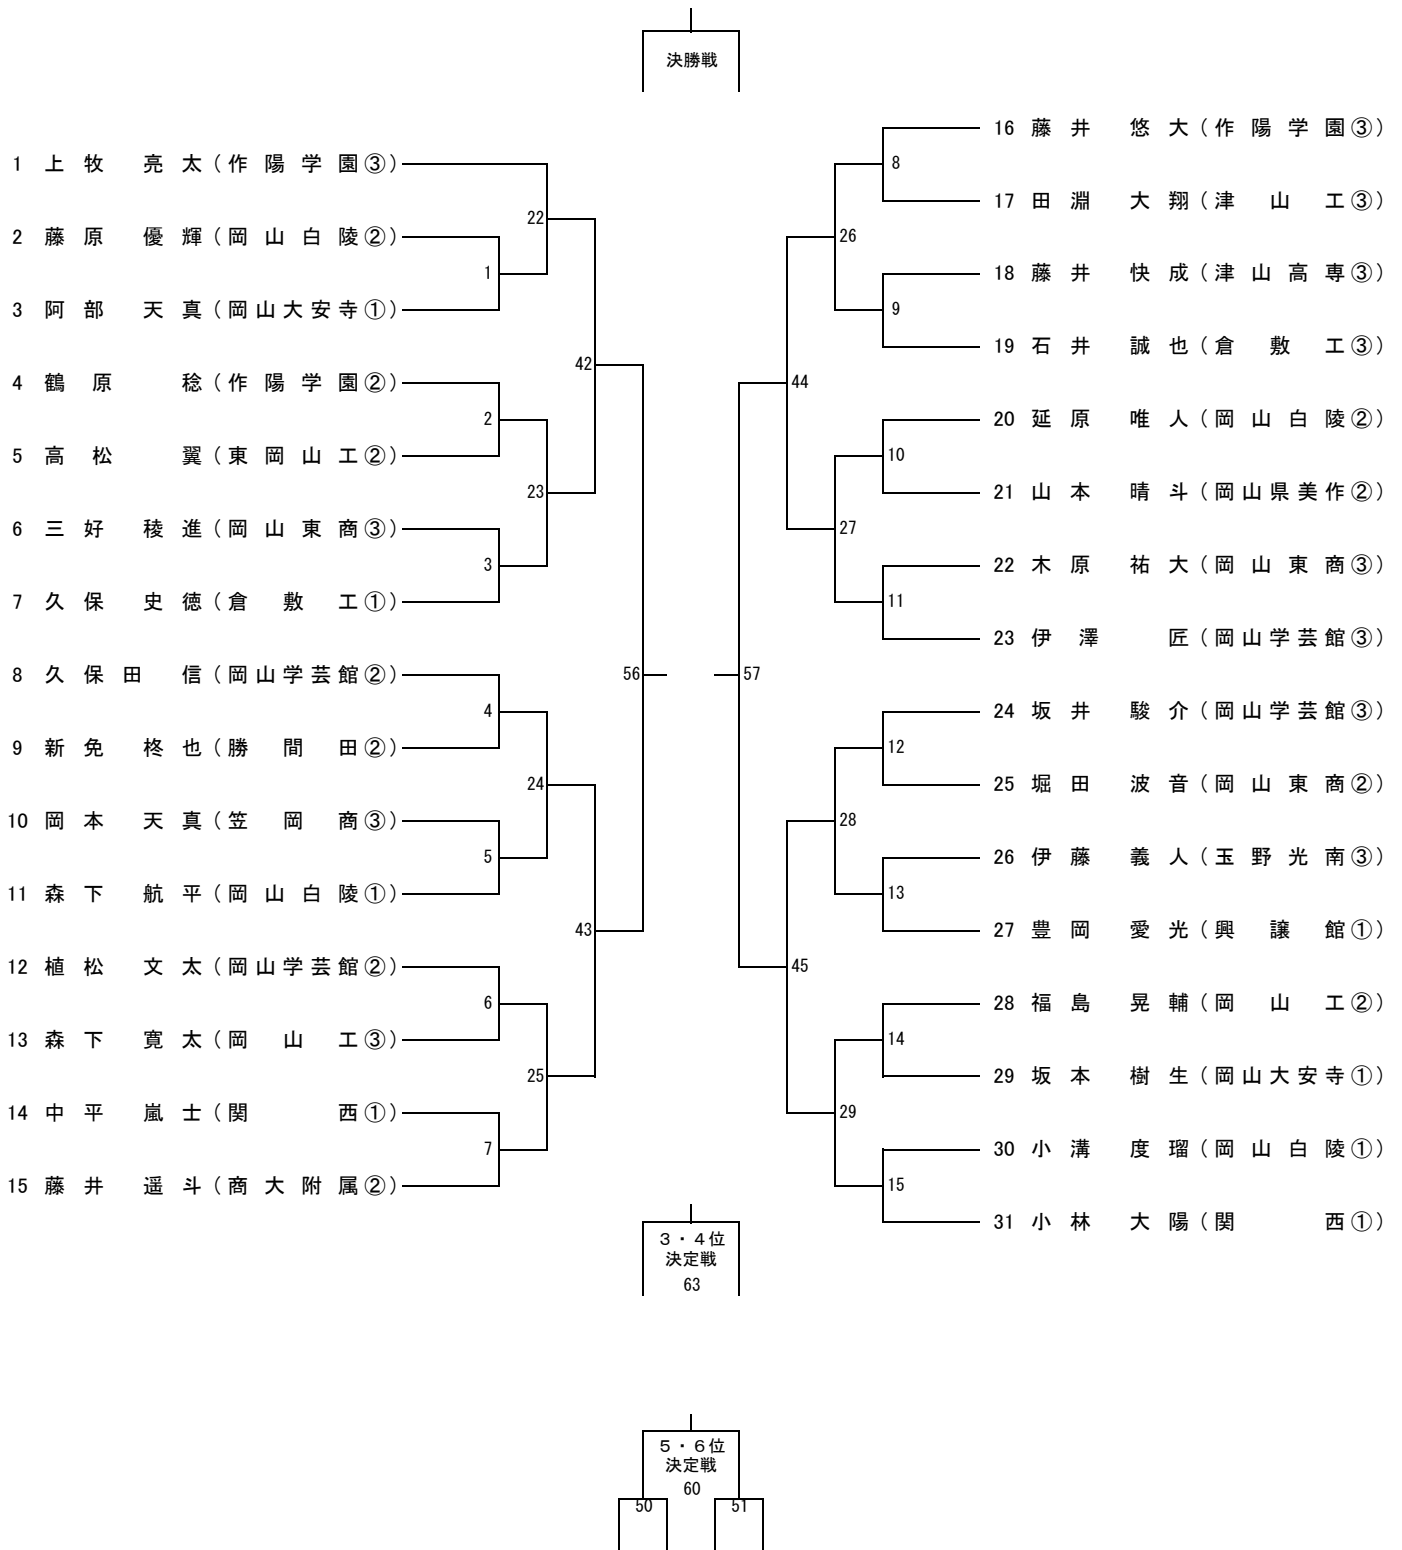 決勝戦
1 上牧 亮太(作陽学園③)
2 藤原 優輝(岡山白陵②)
3 阿部 天真(岡山大安寺①)
4 鶴原 稔(作陽学園②)
5 高松 翼(東岡山工②)
6 三好 稜進(岡山東商③)
7 久保 史徳(倉敷工①)
8 久保田 信(岡山学芸館②)
9 新免 柊也(勝間田②)
10 岡本 天真(笠岡商③)
11 森下 航平(岡山白陵①)
12 植松 文太(岡山学芸館②)
13 森下 寛太(岡山工③)
14 中平 嵐士(関西①)
15 藤井 遥斗(商大附属②)
1
2
3
4
5
6
7
22
23
24
25
42
43
56
57
44
45
26
27
28
29
8
9
10
11
12
13
14
15
16 藤井 悠大(作陽学園③)
17 田淵 大翔(津山工③)
18 藤井 快成(津山高専③)
19 石井 誠也(倉敷工③)
20 延原 唯人(岡山白陵②)
21 山本 晴斗(岡山県美作②)
22 木原 祐大(岡山東商③)
23 伊澤 匠(岡山学芸館③)
24 坂井 駿介(岡山学芸館③)
25 堀田 波音(岡山東商②)
26 伊藤 義人(玉野光南③)
27 豊岡 愛光(興譲館①)
28 福島 晃輔(岡山工②)
29 坂本 樹生(岡山大安寺①)
30 小溝 度瑠(岡山白陵①)
31 小林 大陽(関西①)
３・４位
決定戦
63
５・６位
決定戦
60
50
51